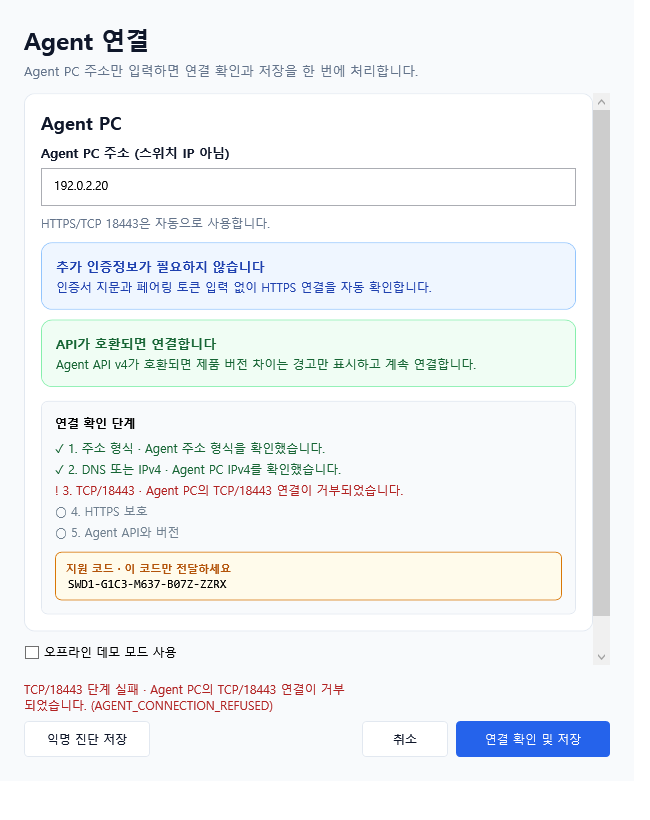 Agent 연결
Agent PC 주소만 입력하면 연결 확인과 저장을 한 번에 처리합니다.
Agent PC
Agent PC 주소 (스위치 IP 아님)
192.0.2.20
HTTPS/TCP 18443은 자동으로 사용합니다.
추가 인증정보가 필요하지 않습니다
인증서 지문과 페어링 토큰 입력 없이 HTTPS 연결을 자동 확인합니다.
API가 호환되면 연결합니다
Agent API v4가 호환되면 제품 버전 차이는 경고만 표시하고 계속 연결합니다.
연결 확인 단계
✓ 1. 주소 형식 · Agent 주소 형식을 확인했습니다.
✓ 2. DNS 또는 IPv4 · Agent PC IPv4를 확인했습니다.
! 3. TCP/18443 · Agent PC의 TCP/18443 연결이 거부되었습니다.
○ 4. HTTPS 보호
○ 5. Agent API와 버전
지원 코드 · 이 코드만 전달하세요
SWD1-G1C3-M637-B07Z-ZZRX
오프라인 데모 모드 사용
TCP/18443 단계 실패 · Agent PC의 TCP/18443 연결이 거부
되었습니다. (AGENT_CONNECTION_REFUSED)
익명 진단 저장
취소
연결 확인 및 저장